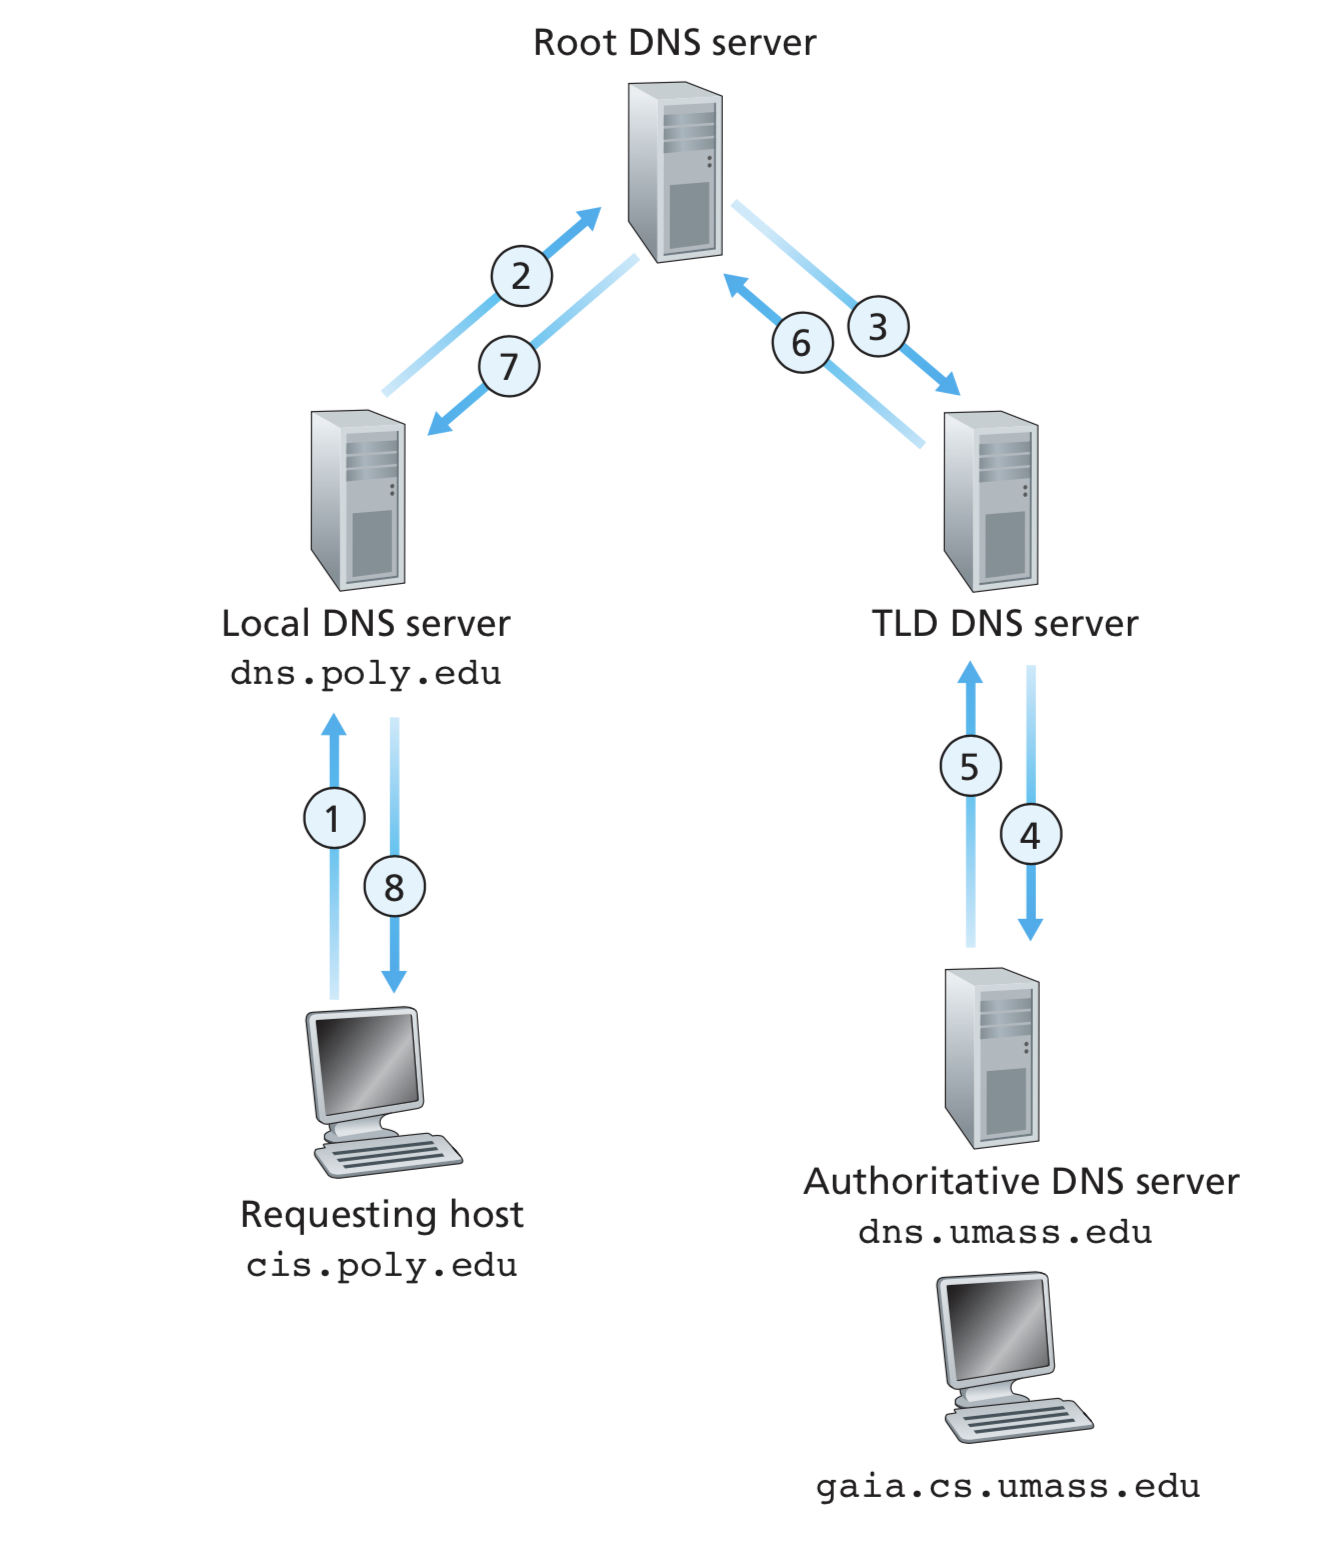 Root DNS server
2
7
3
6
Local DNS server
dns.poly.edu
TLD DNS server
1
8
5
4
Requesting host
cis.poly.edu
Authoritative DNS server
dns.umass.edu
gaia.cs.umass.edu